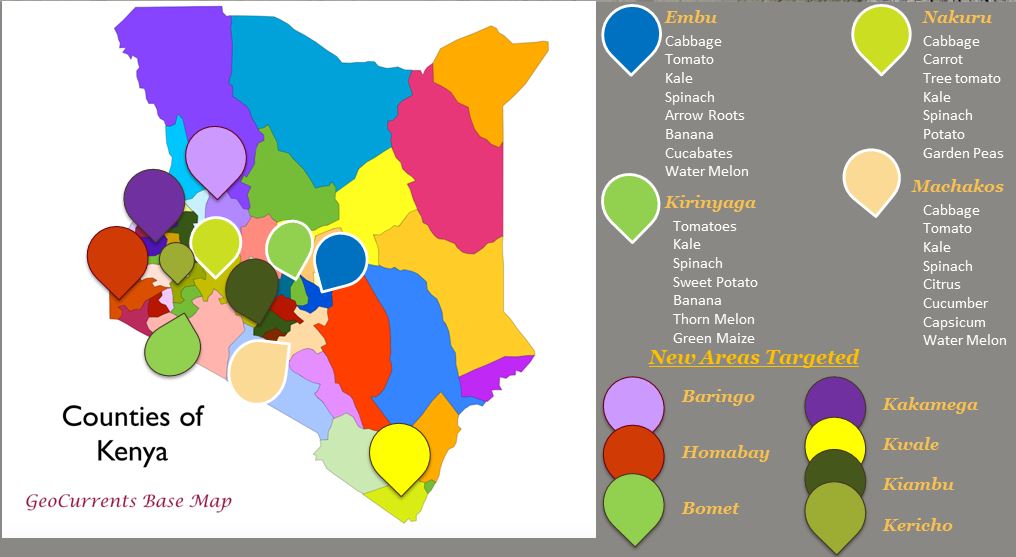 Counties of
Kenya
GeoCurrents Base Map
Embu
Cabbage
Tomato
Kale
Spinach
Arrow Roots
Banana
Cucabates
Water Melon
Kirinyaga
Tomatoes
Kale
Spinach
Sweet Potato
Banana
Thorn Melon
Green Maize
Nakuru
Cabbage
Carrot
Tree tomato
Kale
Spinach
Potato
Garden Peas
Machakos
Cabbage
Tomato
Kale
Spinach
Citrus
Cucumber
Capsicum
Water Melon
New Areas Targeted
Baringo
Homabay
Bomet
Kakamega
Kwale
Kiambu
Kericho